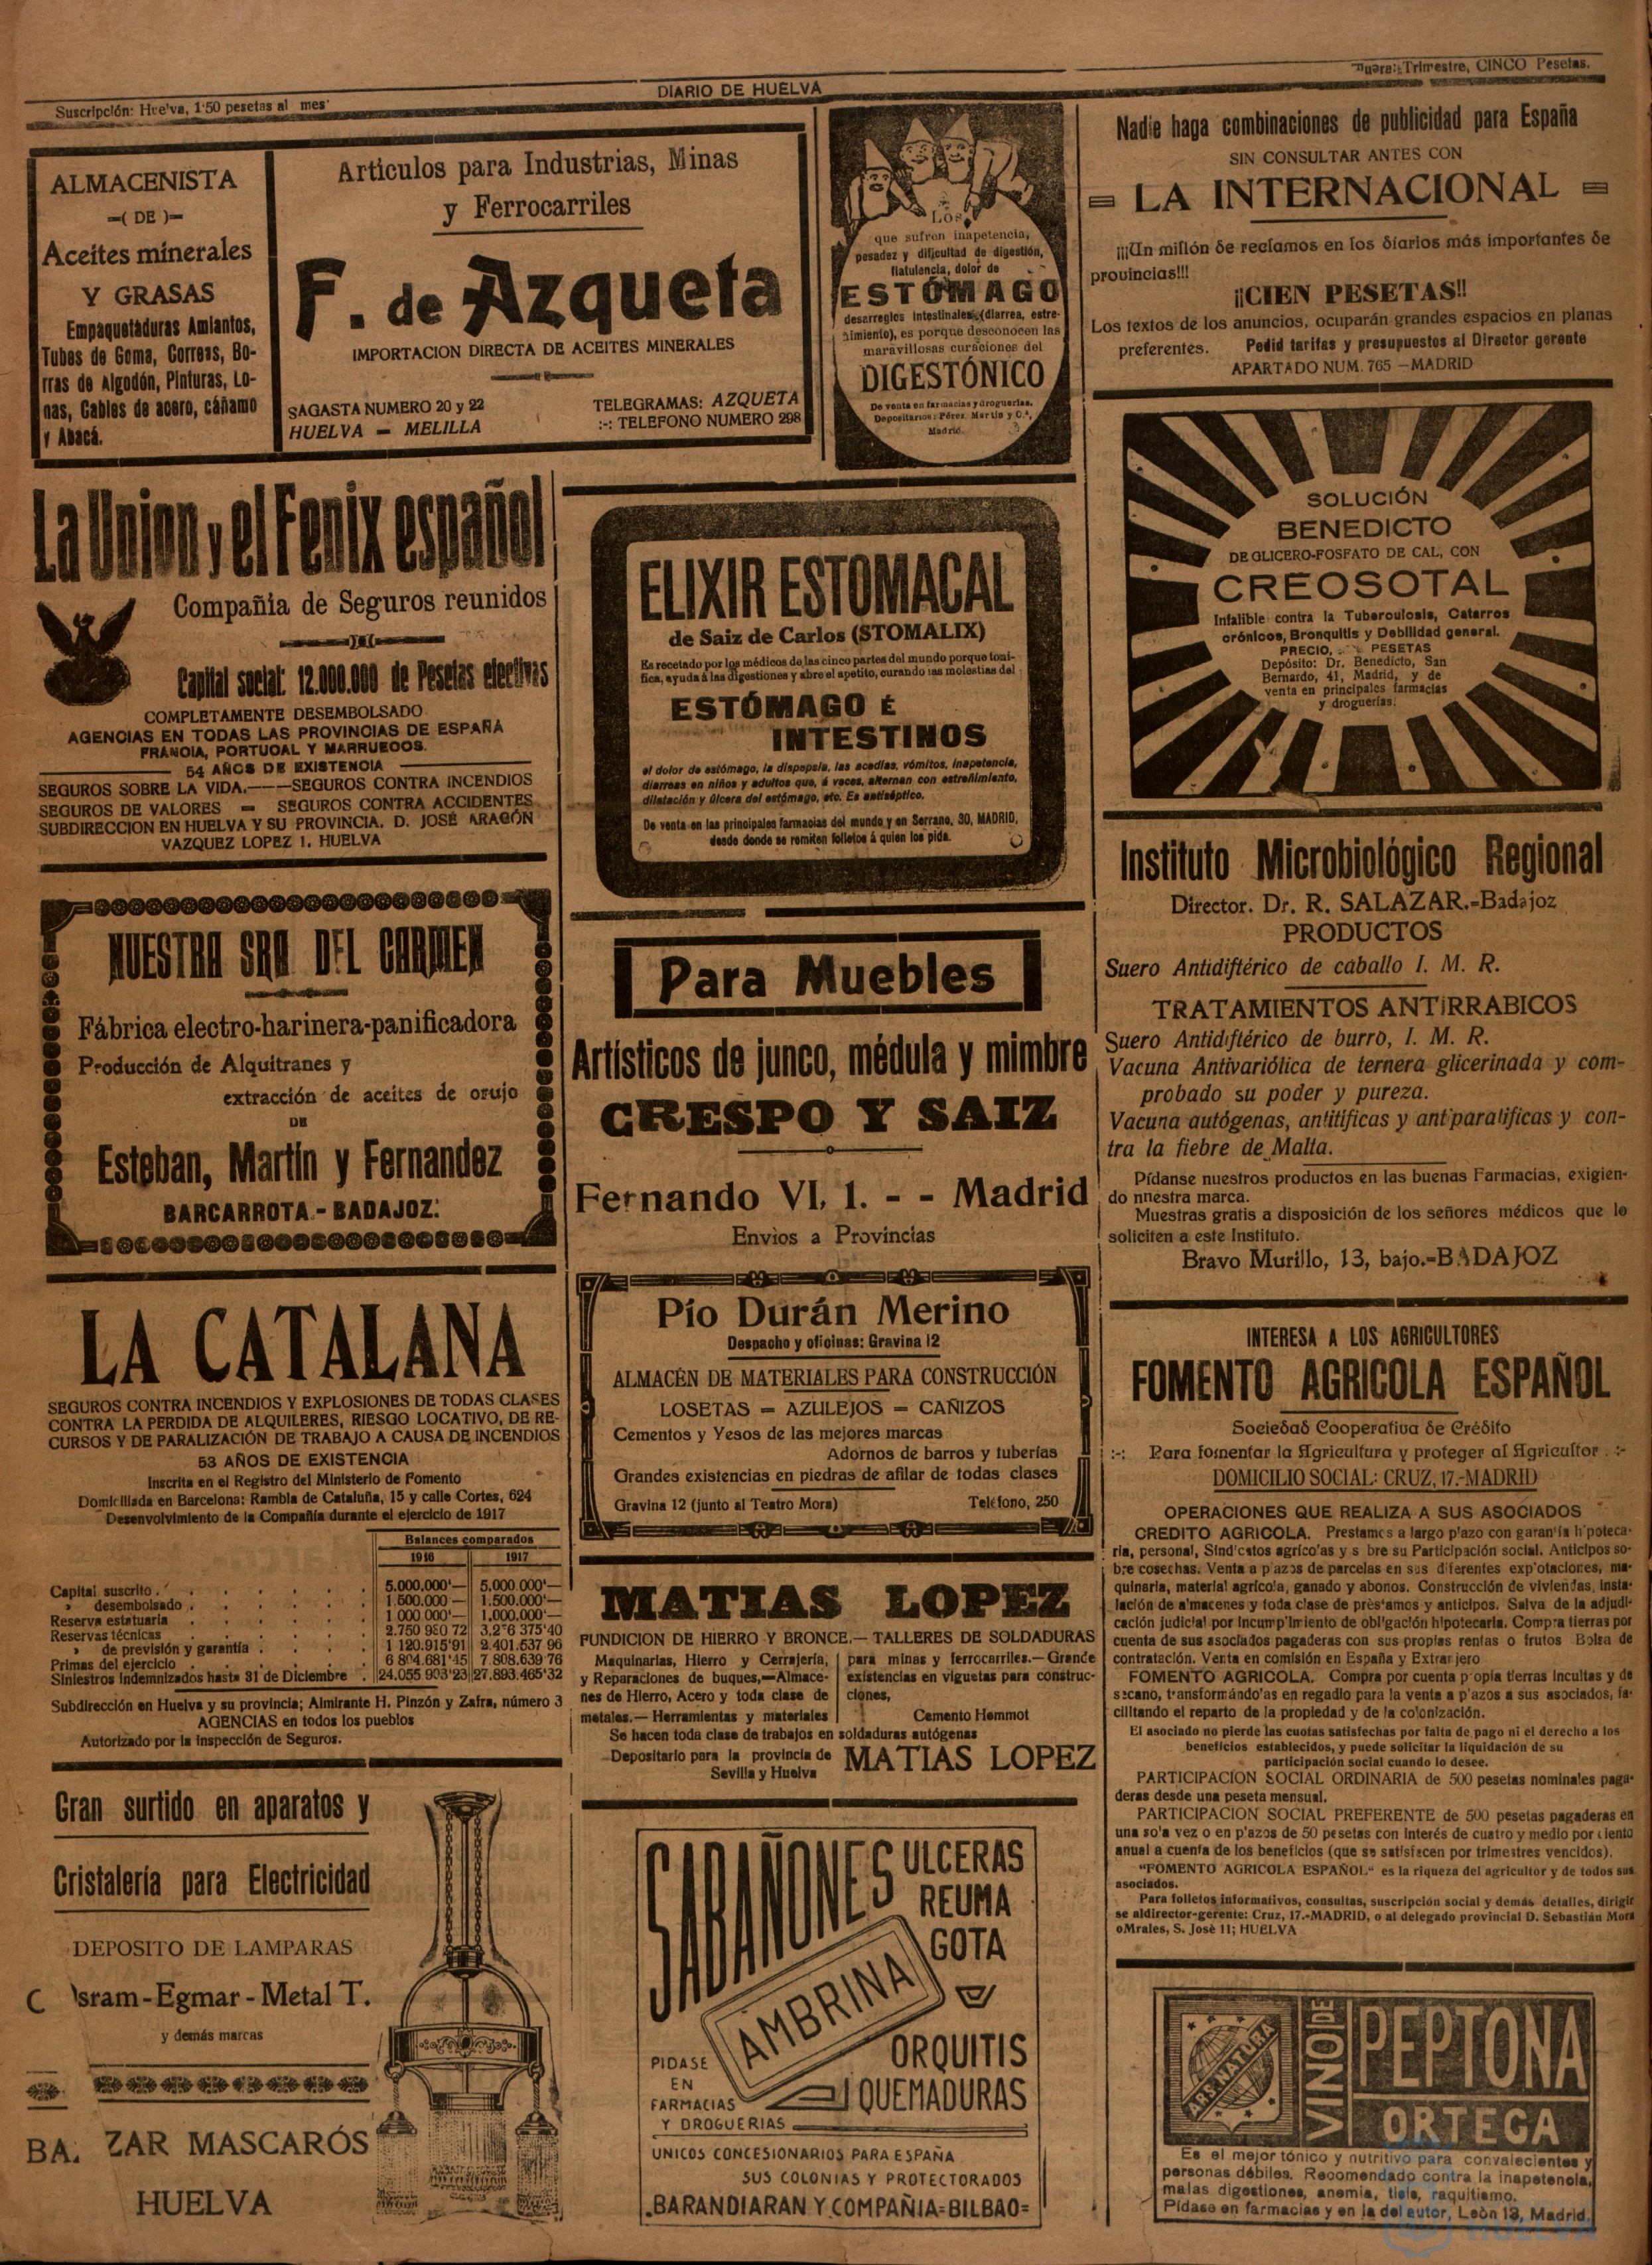 Suscripción: Huelva, 1'50 pesetas al mes
DIARIO DE HUELVA
Trimestre, CINCO Pesetas.
ALMACENISTA
—( DE )—
Aceites minerales
Y GRASAS
Empaquetaduras Amiantos,
Tubos de Goma, Correas, Bo-
rras de Algodón, Pinturas, Lo-
nas, Cables de acero, cáñamo
y Abacá.
Articulos para Industrias, Minas
y Ferrocarriles
F. de Azqueta
IMPORTACION DIRECTA DE ACEITES MINERALES
SAGASTA NUMERO 20 y 22
HUELVA — MELILLA
TELEGRAMAS: AZQUETA
:-: TELEFONO NUMERO 298
Los
que sufren inapetencia,
pesadez y dificultad de digestión,
flatulencia, dolor de
ESTÓMAGO
desarreglos intestinales (diarrea, estre-
ñimiento), es porque desconocen las
maravillosas curaciones del
DIGESTÓNICO
De venta en farmacias y droguerías.
Depositarios: Pérez, Martín y C.ª,
Madrid
Nadie haga combinaciones de publicidad para España
SIN CONSULTAR ANTES CON
= LA INTERNACIONAL =
¡¡¡Un millón de reclamos en los diarios más importantes de
provincias!!!
¡¡CIEN PESETAS!!
Los textos de los anuncios, ocuparán grandes espacios en planas
preferentes. Pedid tarifas y presupuestos al Director gerente
APARTADO NUM. 765 —MADRID
La Union y el Fenix español
Compañia de Seguros reunidos
Capital social: 12.000.000 de Pesetas efectivas
COMPLETAMENTE DESEMBOLSADO
AGENCIAS EN TODAS LAS PROVINCIAS DE ESPAÑA
FRANCIA, PORTUGAL Y MARRUECOS.
54 AÑOS DE EXISTENCIA
SEGUROS SOBRE LA VIDA.———SEGUROS CONTRA INCENDIOS
SEGUROS DE VALORES — SEGUROS CONTRA ACCIDENTES
SUBDIRECCION EN HUELVA Y SU PROVINCIA, D. JOSÉ ARAGÓN
VAZQUEZ LOPEZ 1. HUELVA
ELIXIR ESTOMACAL
de Saiz de Carlos (STOMALIX)
Es recetado por los médicos de las cinco partes del mundo porque toni-
fica, ayuda á las digestiones y abre el apetito, curando las molestias del
ESTÓMAGO É
INTESTINOS
el dolor de estómago, la dispepsia, las acedías, vómitos, inapetencia,
diarreas en niños y adultos que, á veces, alternan con estreñimiento,
dilatación y úlcera del estómago, etc. Es antiséptico.
De venta en las principales farmacias del mundo y en Serrano, 30, MADRID,
desde donde se remiten folletos á quien los pida.
SOLUCIÓN
BENEDICTO
DE GLICERO-FOSFATO DE CAL, CON
CREOSOTAL
Infalible contra la Tuberculosis, Catarros
crónicos, Bronquitis y Debilidad general.
PRECIO, PESETAS
Depósito: Dr. Benedicto, San
Bernardo, 41, Madrid, y de
venta en principales farmacias
y droguerías.
NUESTRA SRA DEL CARMEN
Fábrica electro-harinera-panificadora
Producción de Alquitranes y
extracción de aceites de orujo
DE
Esteban, Martín y Fernandez
BARCARROTA - BADAJOZ.
Para Muebles
Artísticos de junco, médula y mimbre
CRESPO Y SAIZ
Fernando VI, 1. - - Madrid
Envios a Provincias
Instituto Microbiológico Regional
Director. Dr. R. SALAZAR.-Badajoz
PRODUCTOS
Suero Antidiftérico de caballo I. M. R.
TRATAMIENTOS ANTIRRABICOS
Suero Antidiftérico de burro, I. M. R.
Vacuna Antivariólica de ternera glicerinada y com-
probado su poder y pureza.
Vacuna autógenas, antitíficas y antiparatíficas y con-
tra la fiebre de Malta.
Pídanse nuestros productos en las buenas Farmacias, exigien-
do nnestra marca.
Muestras gratis a disposición de los señores médicos que lo
soliciten a este Instituto.
Bravo Murillo, 13, bajo.-BADAJOZ
LA CATALANA
SEGUROS CONTRA INCENDIOS Y EXPLOSIONES DE TODAS CLASES
CONTRA LA PERDIDA DE ALQUILERES, RIESGO LOCATIVO, DE RE-
CURSOS Y DE PARALIZACIÓN DE TRABAJO A CAUSA DE INCENDIOS
53 AÑOS DE EXISTENCIA
Inscrita en el Registro del Ministerio de Fomento
Domiciliada en Barcelona: Rambla de Cataluña, 15 y calle Cortes, 624
Desenvolvimiento de la Compañía durante el ejercicio de 1917
Balances comparados
1916 1917
Capital suscrito . 5.000.000'— 5.000.000'—
» desembolsado . 1.500.000'— 1.500.000'—
Reserva estatuaria 1 000 000'— 1.000.000'—
Reservas técnicas 2.750 980 72 3.276 375'40
» de previsión y garantia . 1 120.915'91 2.401.537 96
Primas del ejercicio . 6 804.681'45 7 808.639 76
Siniestros indemnizados hasta 31 de Diciembre . 24.055 903'23 27.893.465'32
Subdirección en Huelva y su provincia; Almirante H. Pinzón y Zafra, número 3
AGENCIAS en todos los pueblos
Autorizado por la Inspección de Seguros.
Pío Durán Merino
Despacho y oficinas: Gravina 12
ALMACÉN DE MATERIALES PARA CONSTRUCCIÓN
LOSETAS — AZULEJOS — CAÑIZOS
Cementos y Yesos de las mejores marcas
Adornos de barros y tuberías
Grandes existencias en piedras de afilar de todas clases
Gravina 12 (junto al Teatro Mora) Teléfono, 250
MATIAS LOPEZ
FUNDICION DE HIERRO Y BRONCE.— TALLERES DE SOLDADURAS
Maquinarias, Hierro y Cerrajería,
y Reparaciones de buques,—Almace-
nes de Hierro, Acero y toda clase de
metales.— Herramientas y materiales
para minas y ferrocarriles.— Grande
existencias en viguetas para construc-
ciones,
Cemento Hemmot
Se hacen toda clase de trabajos en soldaduras autógenas
Depositario para la provincia de
Sevilla y Huelva
MATIAS LOPEZ
INTERESA A LOS AGRICULTORES
FOMENTO AGRICOLA ESPAÑOL
Sociedad Cooperativa de Crédito
:-: Para fomentar la Agricultura y proteger al Agricultor :-
DOMICILIO SOCIAL: CRUZ, 17.-MADRID
OPERACIONES QUE REALIZA A SUS ASOCIADOS
CREDITO AGRICOLA. Prestamos a largo plazo con garantía hipoteca-
ria, personal, Sindicatos agrícolas y s bre su Participación social. Anticipos so-
bre cosechas. Venta a plazos de parcelas en sus diferentes explotaciones, ma-
quinaria, material agrícola, ganado y abonos. Construcción de viviendas, insta-
lación de almacenes y toda clase de préstamos y anticipos. Salva de la adjudi-
cación judicial por incumplimiento de obligación hipotecaria. Compra tierras por
cuenta de sus asociados pagaderas con sus propias rentas o frutos Bolsa de
contratación. Venta en comisión en España y Extranjero
FOMENTO AGRICOLA. Compra por cuenta propia tierras incultas y de
secano, transformándolas en regadío para la venta a plazos a sus asociados, fa-
cilitando el reparto de la propiedad y de la colonización.
El asociado no pierde las cuotas satisfechas por falta de pago ni el derecho a los
beneficios establecidos, y puede solicitar la liquidación de su
participación social cuando lo desee.
PARTICIPACION SOCIAL ORDINARIA de 500 pesetas nominales paga-
deras desde una peseta mensual.
PARTICIPACION SOCIAL PREFERENTE de 500 pesetas pagaderas en
una sola vez o en plazos de 50 pesetas con interés de cuatro y medio por ciento
anual a cuenta de los beneficios (que se satisfacen por trimestres vencidos).
"FOMENTO AGRICOLA ESPAÑOL" es la riqueza del agricultor y de todos sus
asociados.
Para folletos informativos, consultas, suscripción social y demás detalles, dirigir
se aldirector-gerente: Cruz, 17.-MADRID, o al delegado provincial D. Sebastián Mora
oMrales, S. José 11; HUELVA
Gran surtido en aparatos y
Cristalería para Electricidad
DEPOSITO DE LAMPARAS
C sram-Egmar-Metal T.
y demás marcas
BA. ZAR MASCARÓS
HUELVA
SABAÑONES
ULCERAS
REUMA
GOTA
AMBRINA
ORQUITIS
QUEMADURAS
PIDASE
EN
FARMACIAS
Y DROGUERIAS
UNICOS CONCESIONARIOS PARA ESPAÑA
SUS COLONIAS Y PROTECTORADOS
BARANDIARAN Y COMPAÑIA=BILBAO=
ARS NATURA
VINO DE
PEPTONA
ORTEGA
Es el mejor tónico y nutritivo para convalecientes y
personas débiles. Recomendado contra la inapetencia,
malas digestiones, anemia, tisis, raquitismo.
Pídase en farmacias y en la del autor, León 13, Madrid.
HUELVA